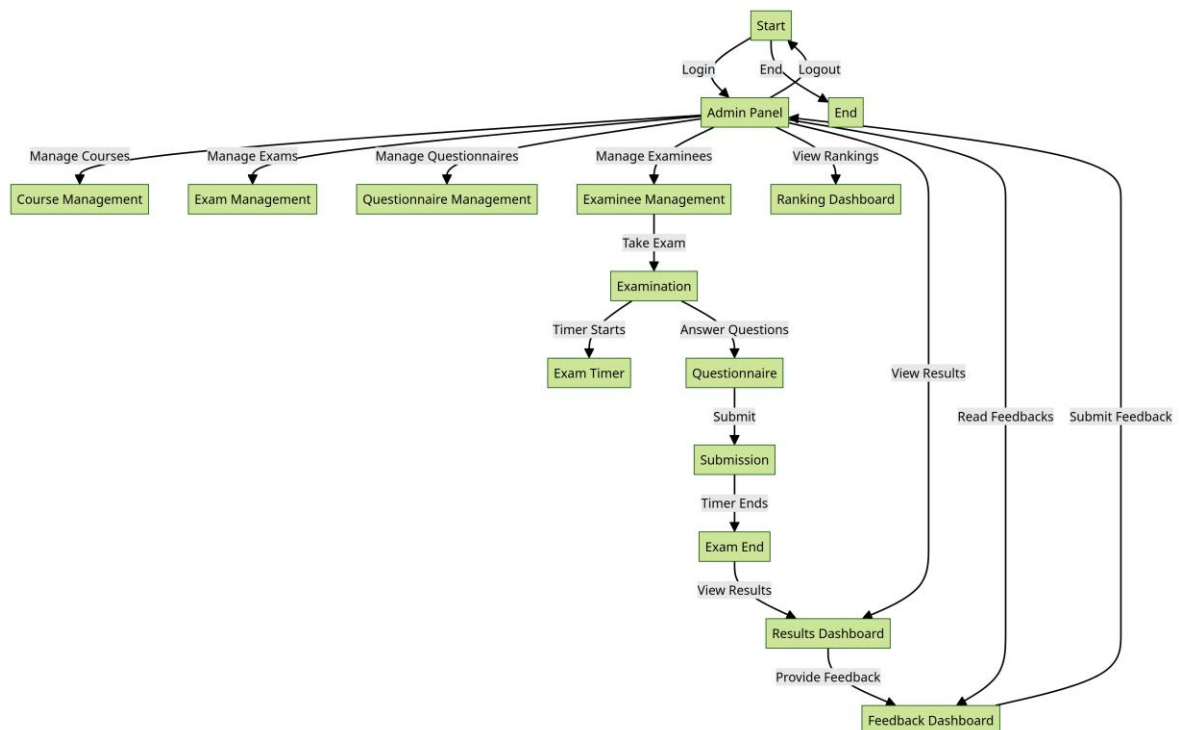 Start
Login
End
Logout
Admin Panel
End
Manage Courses
Manage Exams
Manage Questionnaires
Manage Examinees
View Rankings
Course Management
Exam Management
Questionnaire Management
Examinee Management
Ranking Dashboard
Take Exam
Examination
Timer Starts
Answer Questions
Exam Timer
Questionnaire
View Results
Submit
Read Feedbacks
Submit Feedback
Submission
Timer Ends
Exam End
View Results
Results Dashboard
Provide Feedback
Feedback Dashboard